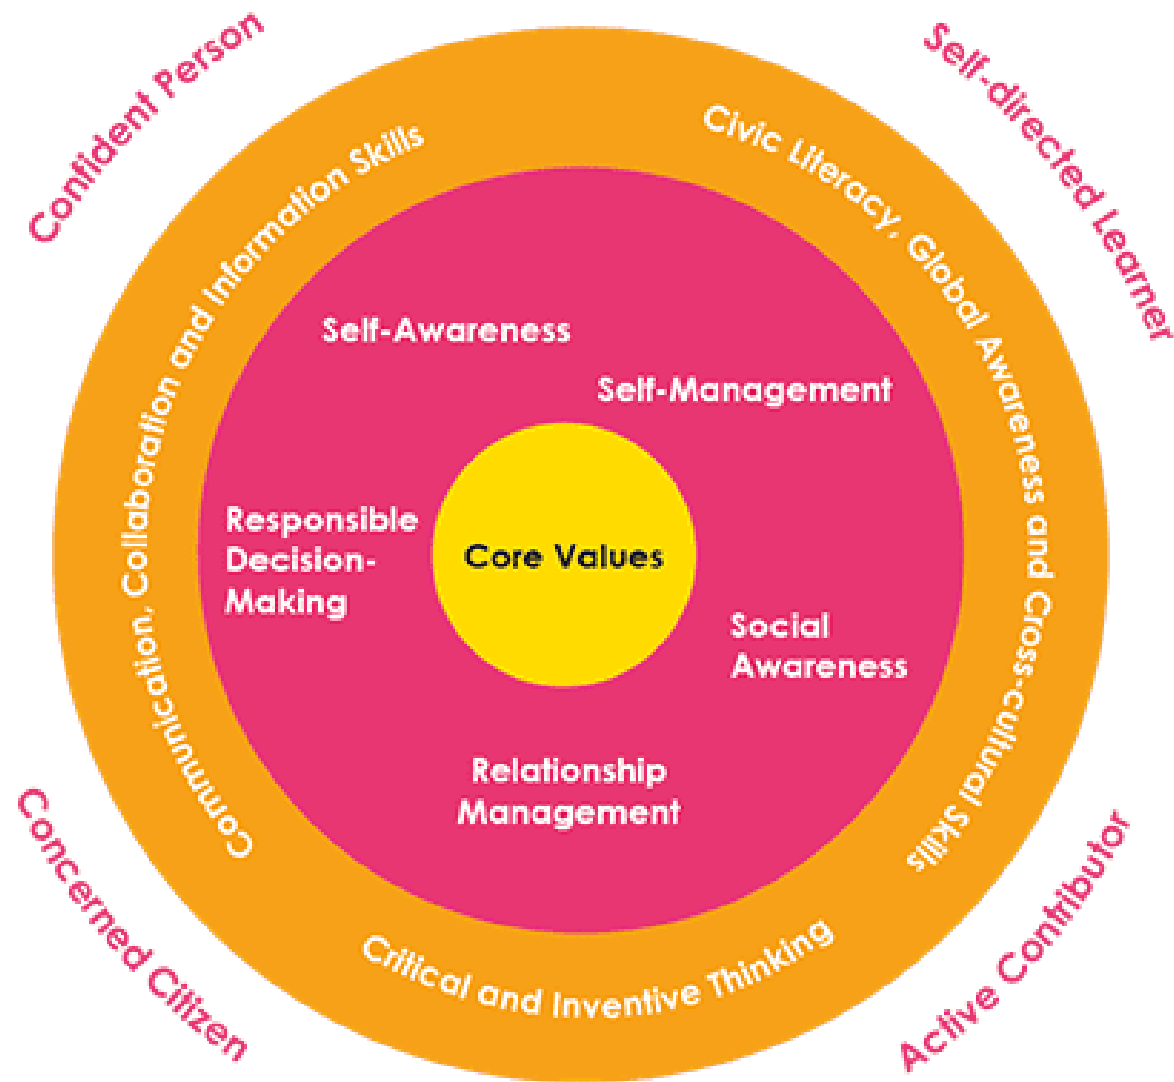 Confident Person
Self-directed Learner
Communication, Collaboration and Information Skills
Civic Literacy, Global Awareness and Cross-cultural Skills
Self-Awareness
Self-Management
Responsible
Decision-
Making
Core Values
Social
Awareness
Relationship
Management
Critical and Inventive Thinking
Concerned Citizen
Active Contributor